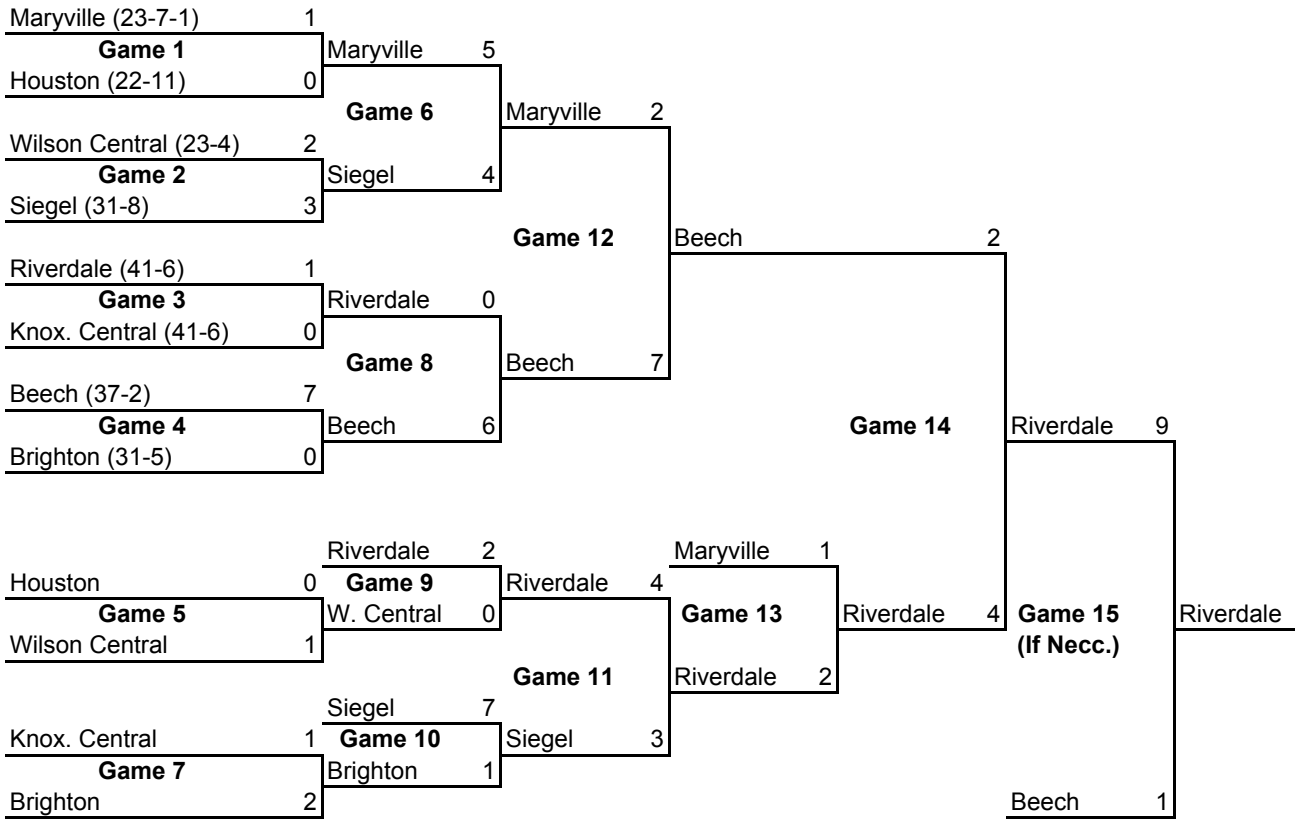 Maryville (23-7-1) 1
Game 1 Maryville 5
Houston (22-11) 0
Game 6 Maryville 2
Wilson Central (23-4) 2
Game 2 Siegel 4
Siegel (31-8) 3
Game 12 Beech 2
Riverdale (41-6) 1
Game 3 Riverdale 0
Knox. Central (41-6) 0
Game 8 Beech 7
Beech (37-2) 7
Game 4 Beech 6 Game 14 Riverdale 9
Brighton (31-5) 0
Riverdale 2 Maryville 1
Houston 0 Game 9 Riverdale 4
Game 5 W. Central 0 Game 13 Riverdale 4 Game 15 Riverdale
Wilson Central 1 (If Necc.)
Game 11 Riverdale 2
Siegel 7
Knox. Central 1 Game 10 Siegel 3
Game 7 Brighton 1
Brighton 2 Beech 1